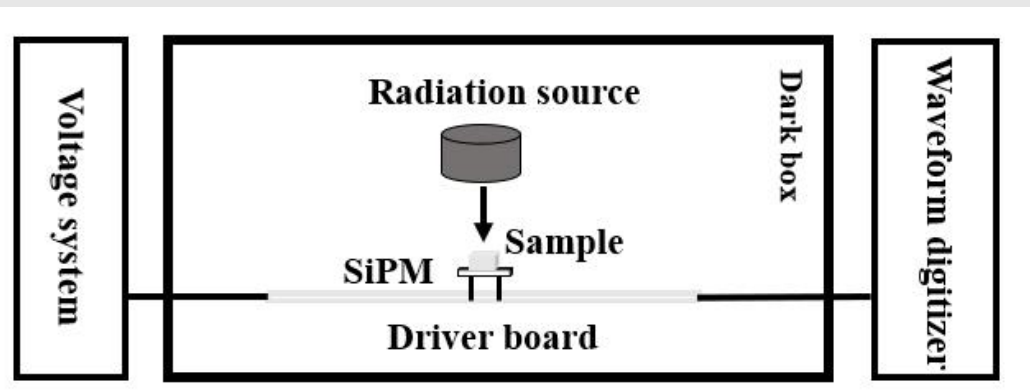 Voltage system
Radiation source
Dark box
Sample
SiPM
Driver board
Waveform digitizer